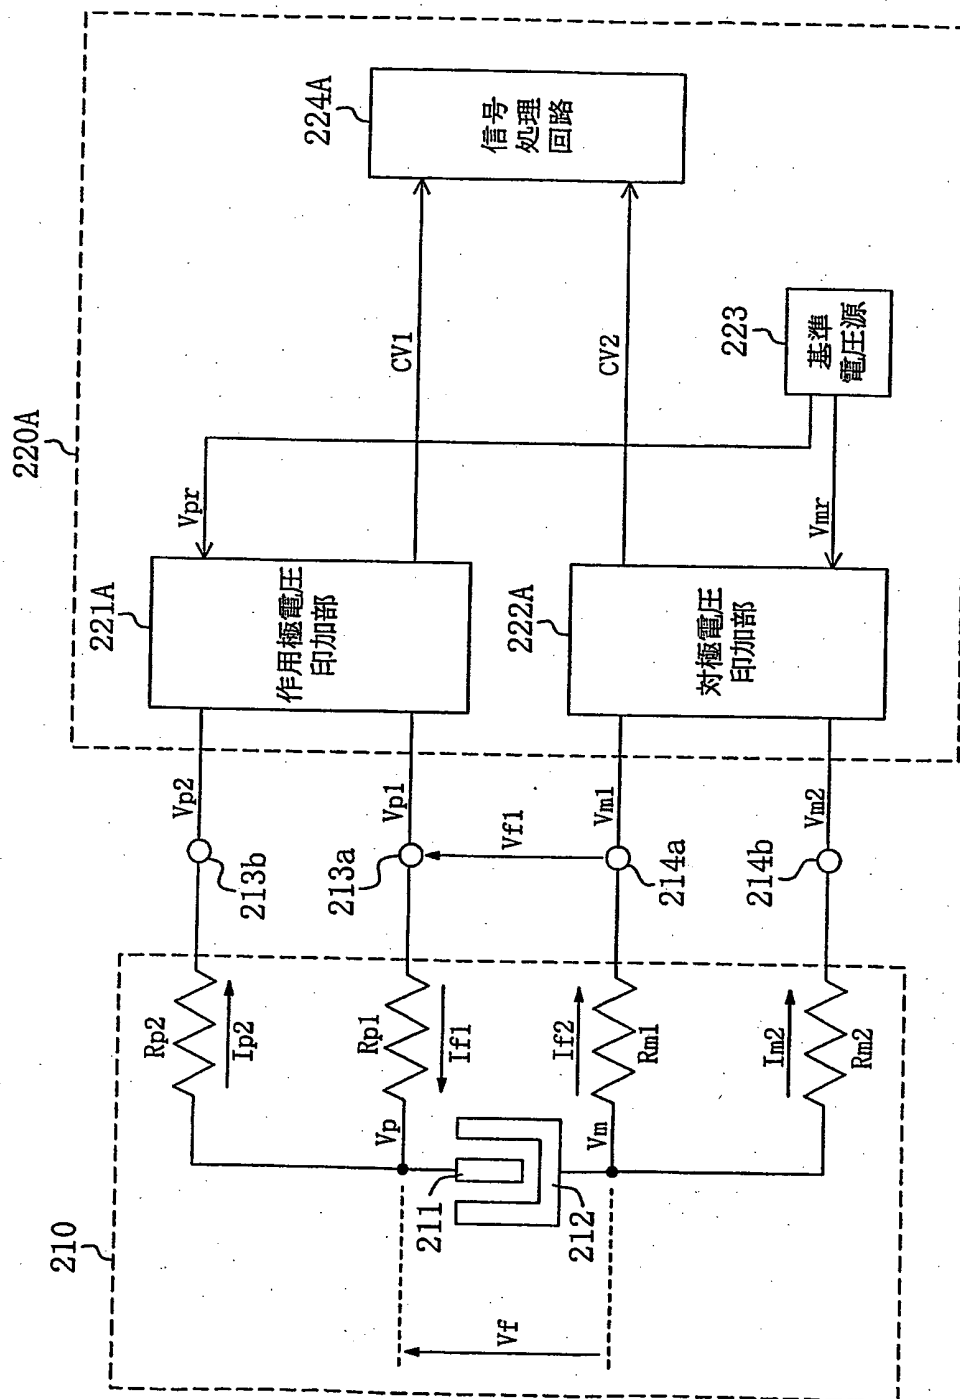 220A
224A
信号
処理
回路
CV1
CV2
223
基準
電圧源
Vpr
Vmr
221A
作用極電圧
印加部
222A
対極電圧
印加部
Vp2
Vp1
Vm1
Vm2
213b
213a
Vf1
214a
214b
210
Rp2
Ip2
Rp1
If1
If2
Rm1
Im2
Rm2
Vp
Vm
211
212
Vf